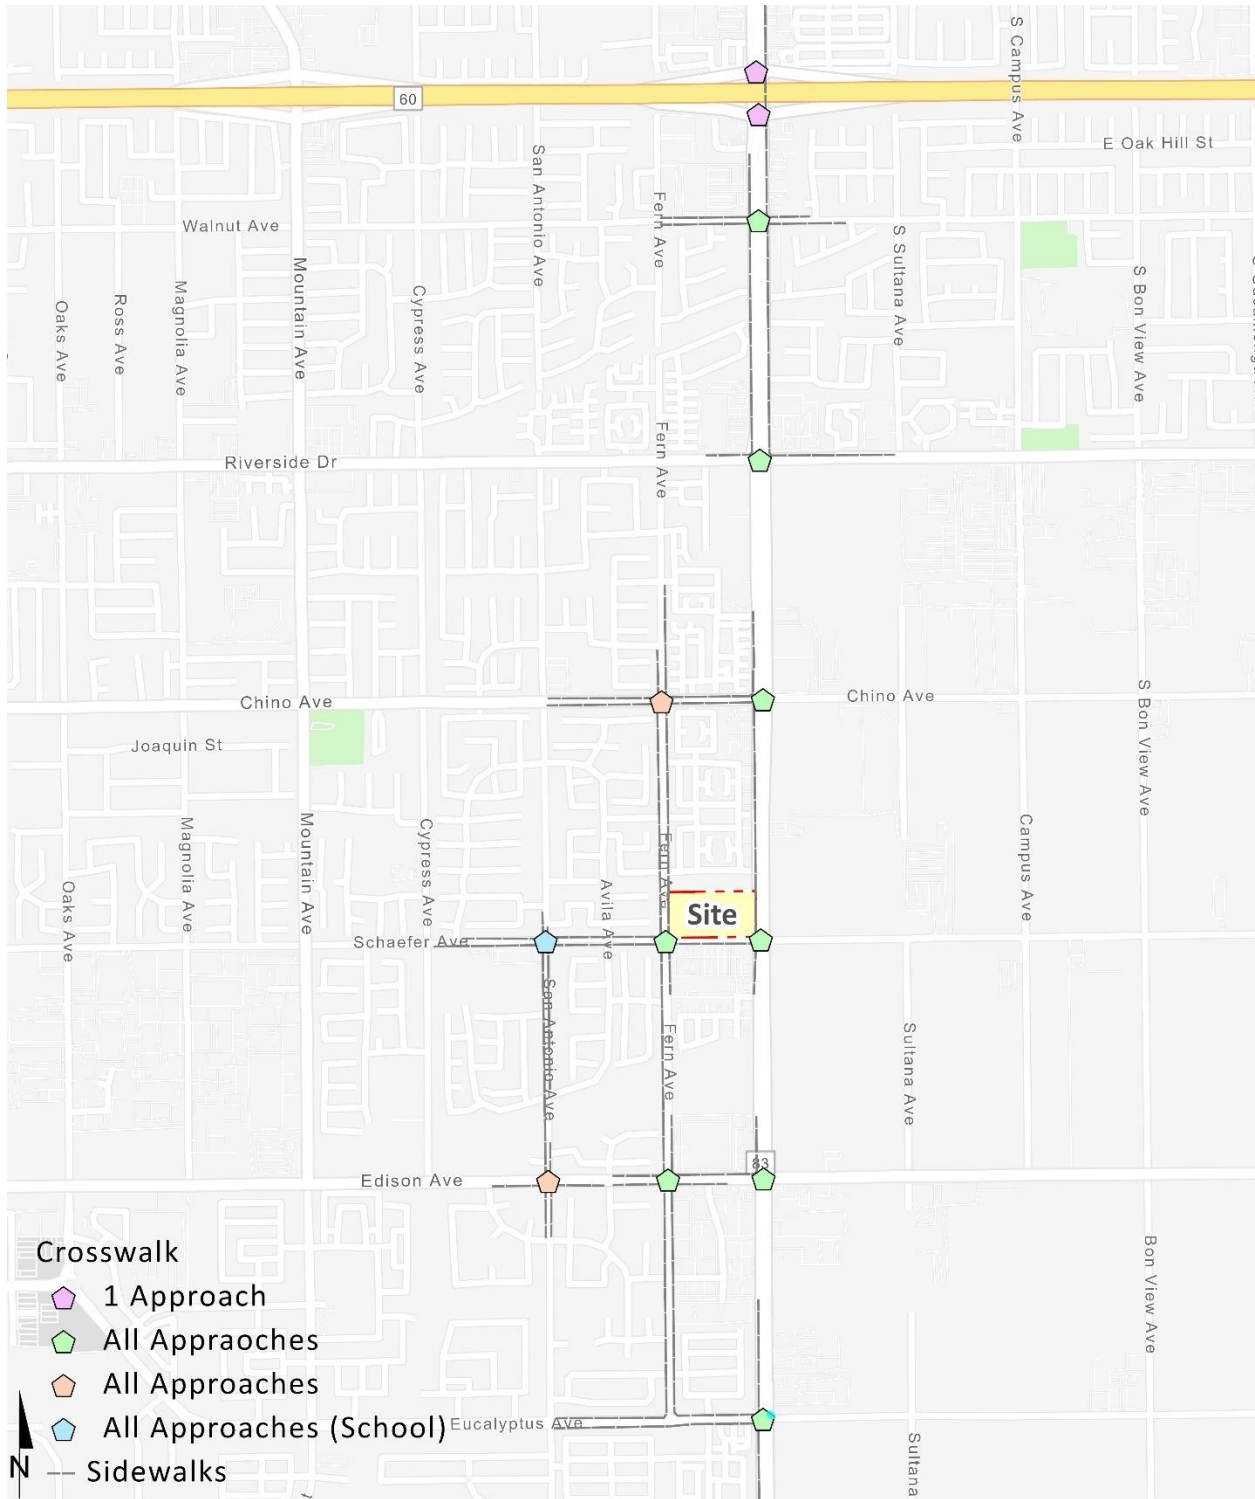 S Campus Ave
60
E Oak Hill St
San Antonio Ave
Fern Ave
Walnut Ave
S Sultana Ave
Mountain Ave
S Bon View Ave
Magnolia Ave
Cypress Ave
Ross Ave
Oaks Ave
Fern Ave
Riverside Dr
Chino Ave
Chino Ave
S Bon View Ave
Joaquin St
Magnolia Ave
Mountain Ave
Cypress Ave
Fern Ave
Campus Ave
Oaks Ave
Avila Ave
Site
Schaefer Ave
San Antonio Ave
Fern Ave
Sultana Ave
83
Edison Ave
Bon View Ave
Crosswalk
1 Approach
All Appraoches
All Approaches
All Approaches (School)
Eucalyptus Ave
Sultana
N
Sidewalks